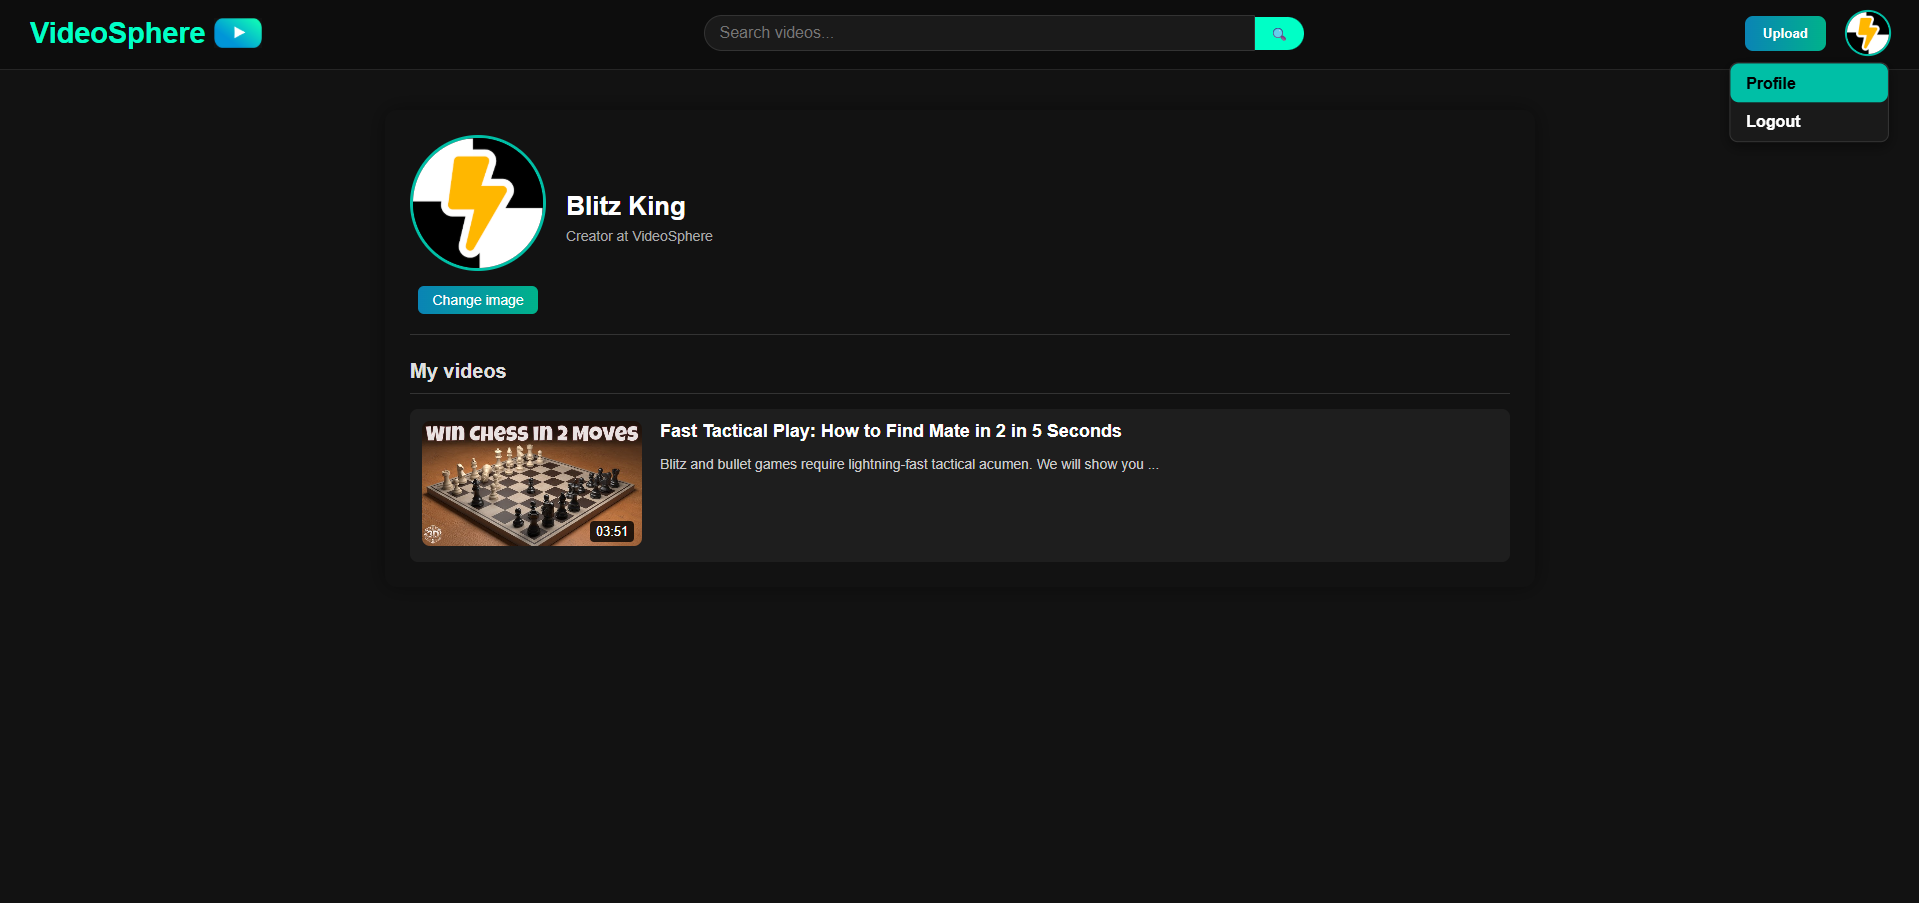 VideoSphere
Search videos...
Upload
Profile
Logout
Blitz King
Creator at VideoSphere
Change image
My videos
WIN CHESS IN 2 MOVES
03:51
Fast Tactical Play: How to Find Mate in 2 in 5 Seconds
Blitz and bullet games require lightning-fast tactical acumen. We will show you ...